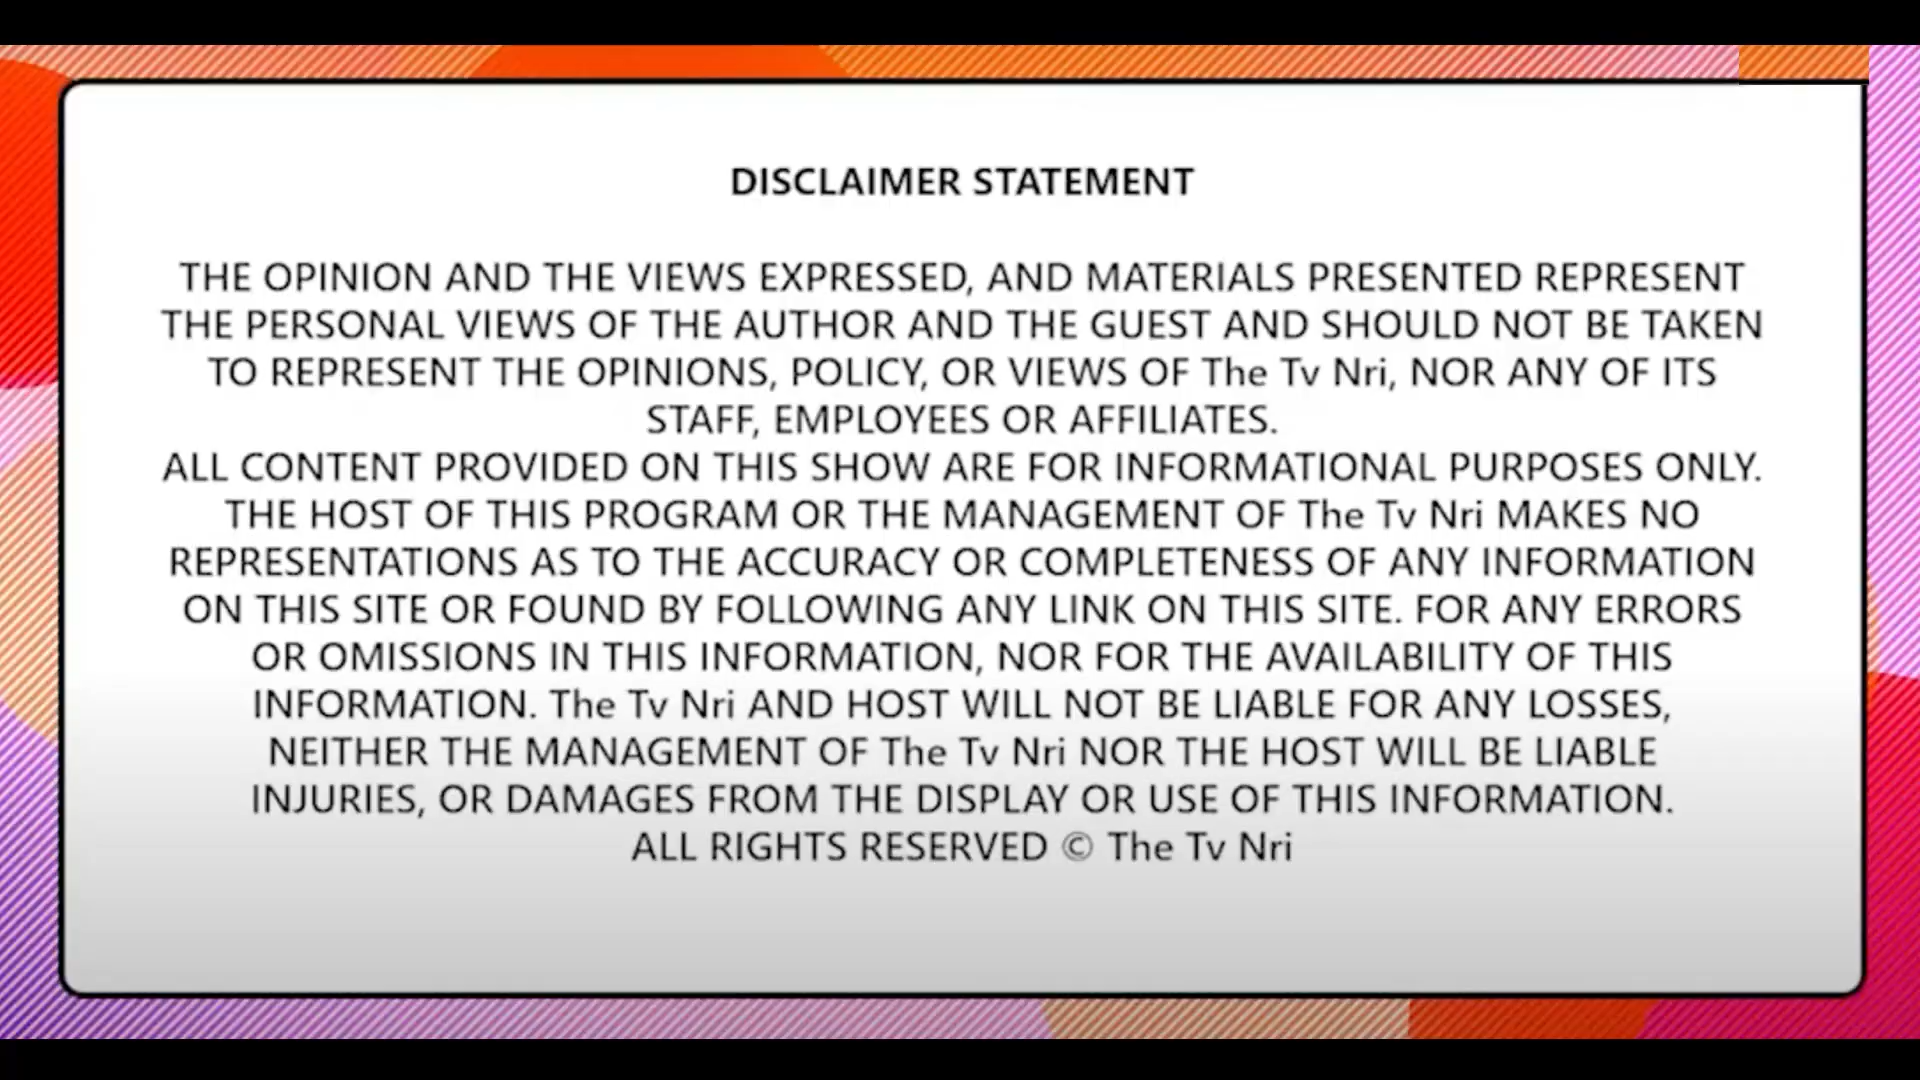 DISCLAIMER STATEMENT
THE OPINION AND THE VIEWS EXPRESSED, AND MATERIALS PRESENTED REPRESENT
THE PERSONAL VIEWS OF THE AUTHOR AND THE GUEST AND SHOULD NOT BE TAKEN
TO REPRESENT THE OPINIONS, POLICY, OR VIEWS OF The Tv Nri, NOR ANY OF ITS
STAFF, EMPLOYEES OR AFFILIATES.
ALL CONTENT PROVIDED ON THIS SHOW ARE FOR INFORMATIONAL PURPOSES ONLY.
THE HOST OF THIS PROGRAM OR THE MANAGEMENT OF The Tv Nri MAKES NO
REPRESENTATIONS AS TO THE ACCURACY OR COMPLETENESS OF ANY INFORMATION
ON THIS SITE OR FOUND BY FOLLOWING ANY LINK ON THIS SITE. FOR ANY ERRORS
OR OMISSIONS IN THIS INFORMATION, NOR FOR THE AVAILABILITY OF THIS
INFORMATION. The Tv Nri AND HOST WILL NOT BE LIABLE FOR ANY LOSSES,
NEITHER THE MANAGEMENT OF The Tv Nri NOR THE HOST WILL BE LIABLE
INJURIES, OR DAMAGES FROM THE DISPLAY OR USE OF THIS INFORMATION.
ALL RIGHTS RESERVED © The Tv Nri